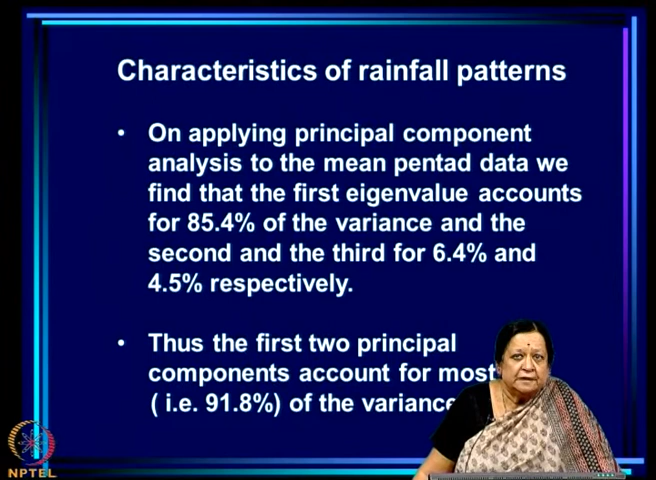 Characteristics of rainfall patterns
• On applying principal component
analysis to the mean pentad data we
find that the first eigenvalue accounts
for 85.4% of the variance and the
second and the third for 6.4% and
4.5% respectively.
• Thus the first two principal
components account for most
( i.e. 91.8%) of the variance
NPTEL